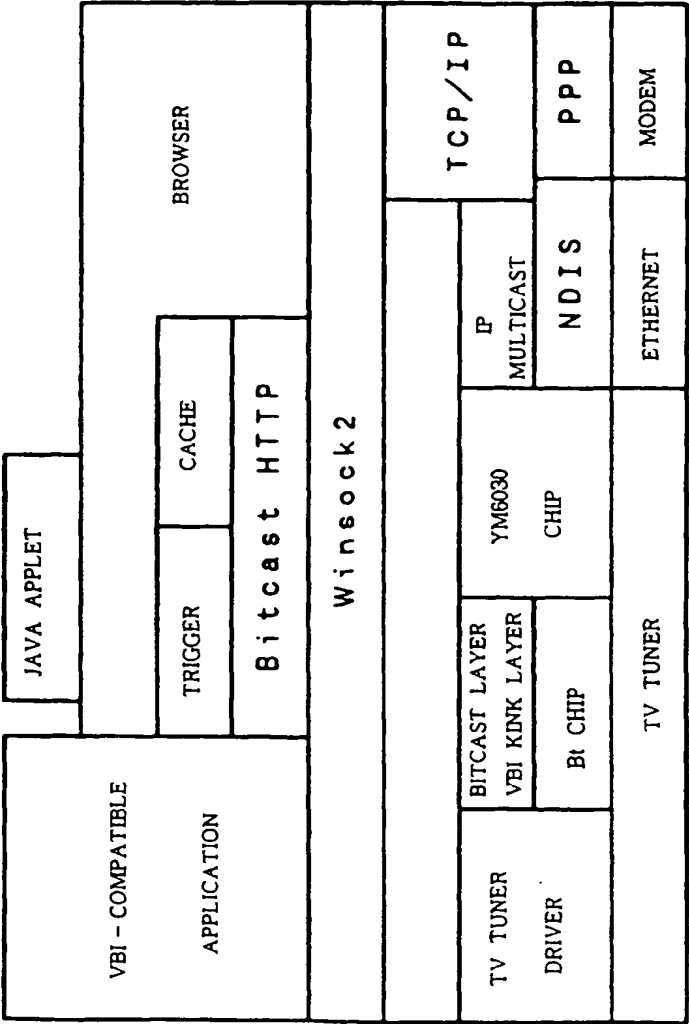 JAVA APPLET
VBI - COMPATIBLE
APPLICATION
BROWSER
TRIGGER
CACHE
Bitcast HTTP
Winsock2
TCP/IP
TV TUNER
DRIVER
BITCAST LAYER
VBI KINK LAYER
Bt CHIP
YM6030
CHIP
IP
MULTICAST
NDIS
PPP
TV TUNER
ETHERNET
MODEM